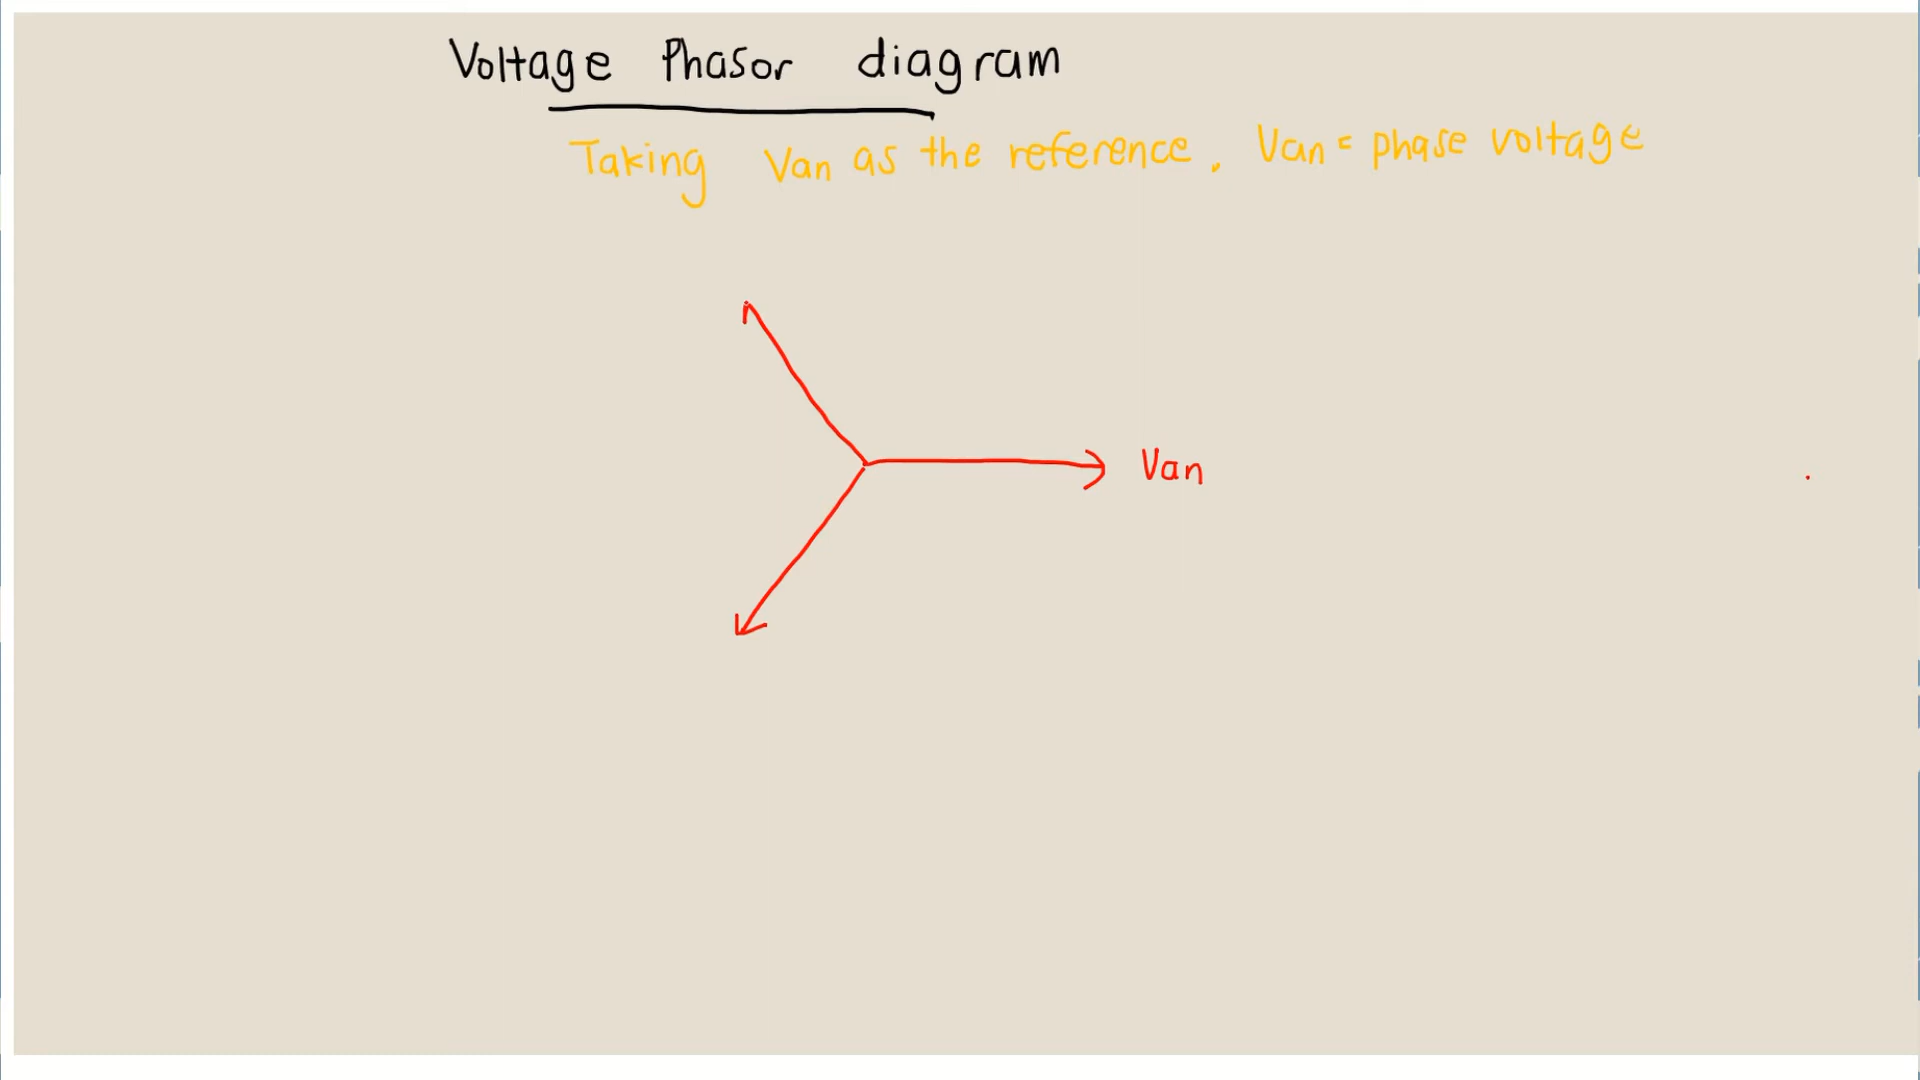 Voltage Phasor diagram
Taking Van as the reference. Van = phase voltage
Van